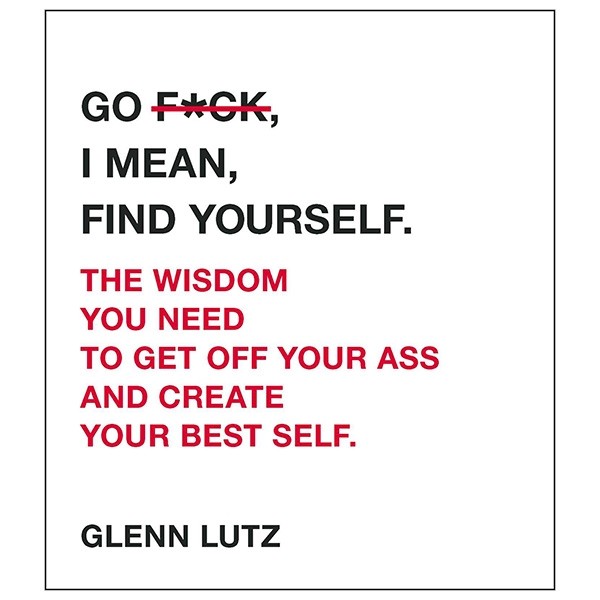 GO F*CK,
I MEAN,
FIND YOURSELF.
THE WISDOM
YOU NEED
TO GET OFF YOUR ASS
AND CREATE
YOUR BEST SELF.
GLENN LUTZ